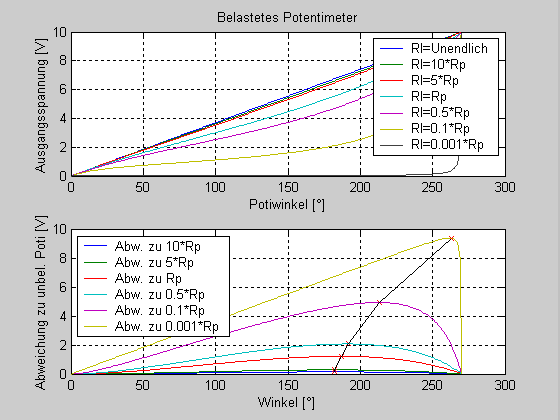 Belastetes Potentimeter
Ausgangsspannung [V]
10
8
6
4
2
0
0 50 100 150 200 250 300
Potiwinkel [°]
Rl=Unendlich
Rl=10*Rp
Rl=5*Rp
Rl=Rp
Rl=0.5*Rp
Rl=0.1*Rp
Rl=0.001*Rp
Abweichung zu unbel. Poti [V]
10
8
6
4
2
0
0 50 100 150 200 250 300
Winkel [°]
Abw. zu 10*Rp
Abw. zu 5*Rp
Abw. zu Rp
Abw. zu 0.5*Rp
Abw. zu 0.1*Rp
Abw. zu 0.001*Rp